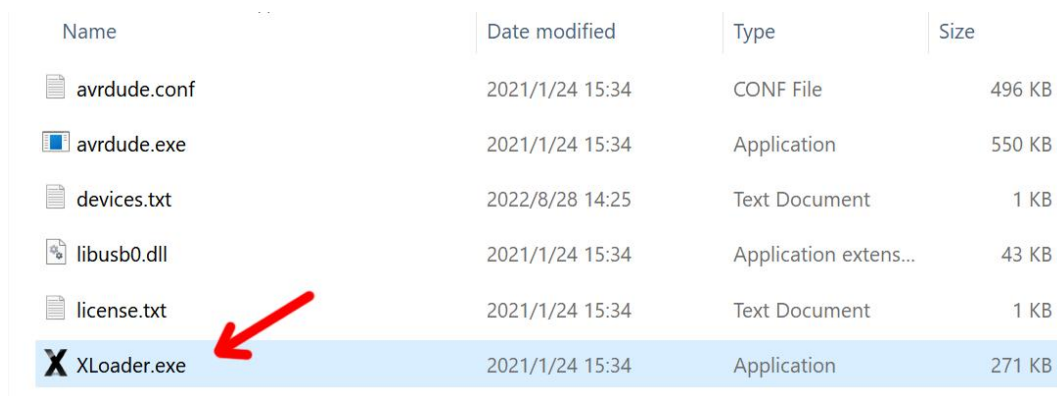 Name Date modified Type Size
avrdude.conf 2021/1/24 15:34 CONF File 496 KB
avrdude.exe 2021/1/24 15:34 Application 550 KB
devices.txt 2022/8/28 14:25 Text Document 1 KB
libusb0.dll 2021/1/24 15:34 Application extens... 43 KB
license.txt 2021/1/24 15:34 Text Document 1 KB
XLoader.exe 2021/1/24 15:34 Application 271 KB